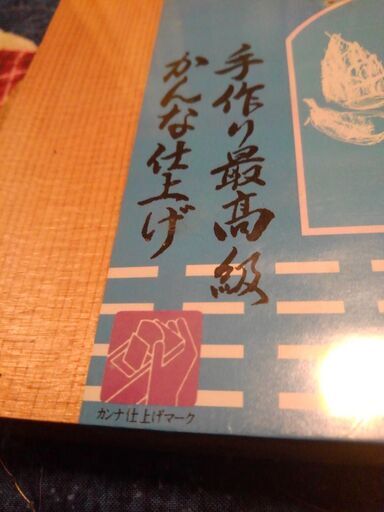 手作り最高級
かんな仕上げ
カンナ仕上げマーク